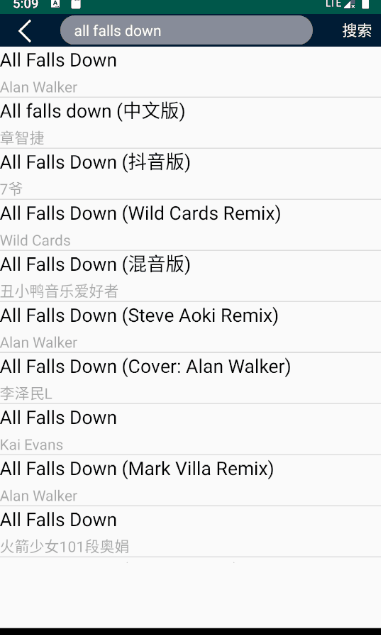 5:09 A LTE
all falls down 搜索
All Falls Down
Alan Walker
All falls down (中文版)
章智捷
All Falls Down (抖音版)
7爷
All Falls Down (Wild Cards Remix)
Wild Cards
All Falls Down (混音版)
丑小鸭音乐爱好者
All Falls Down (Steve Aoki Remix)
Alan Walker
All Falls Down (Cover: Alan Walker)
李泽民L
All Falls Down
Kai Evans
All Falls Down (Mark Villa Remix)
Alan Walker
All Falls Down
火箭少女101段奥娟